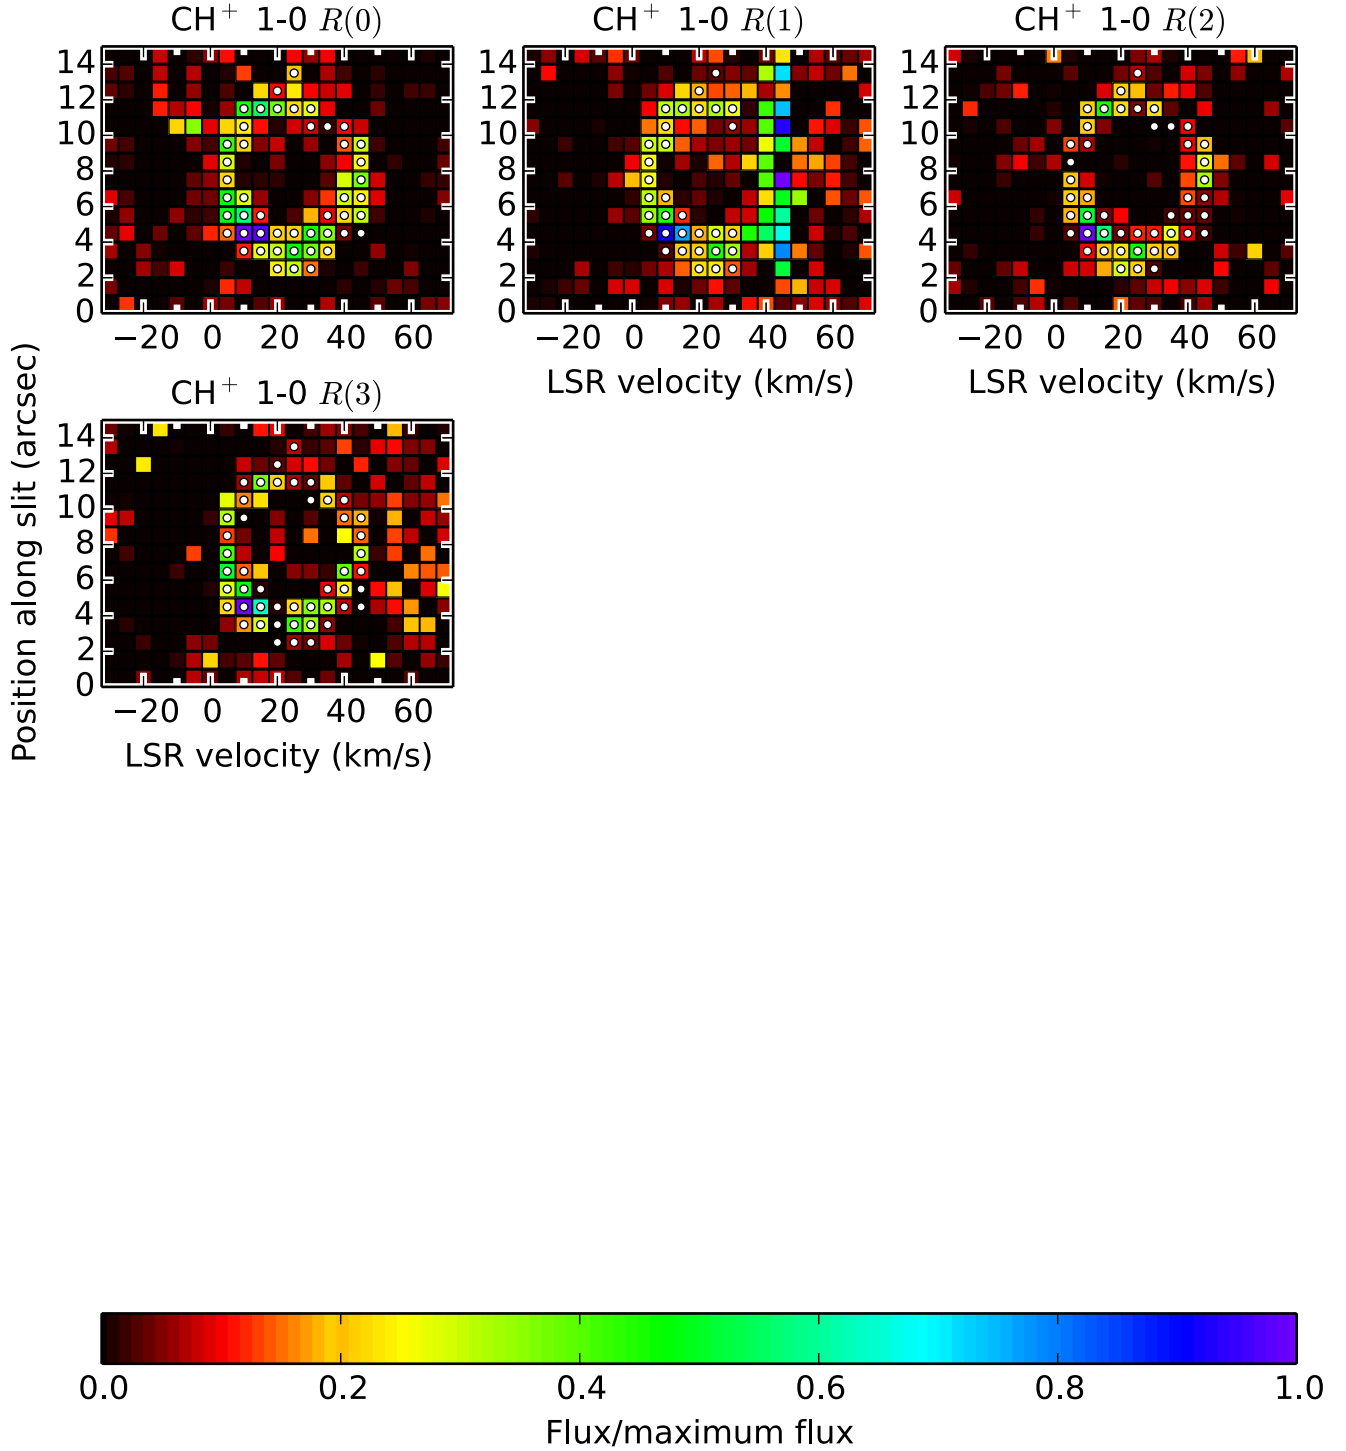 CH⁺ 1-0 R(0) CH⁺ 1-0 R(1) CH⁺ 1-0 R(2)
14 14 14
12 12 12
10 10 10
8 8 8
6 6 6
4 4 4
2 2 2
0 0 0
−20 0 20 40 60 −20 0 20 40 60 −20 0 20 40 60
LSR velocity (km/s) LSR velocity (km/s)
CH⁺ 1-0 R(3)
Position along slit (arcsec)
14
12
10
8
6
4
2
0
−20 0 20 40 60
LSR velocity (km/s)
0.0 0.2 0.4 0.6 0.8 1.0
Flux/maximum flux